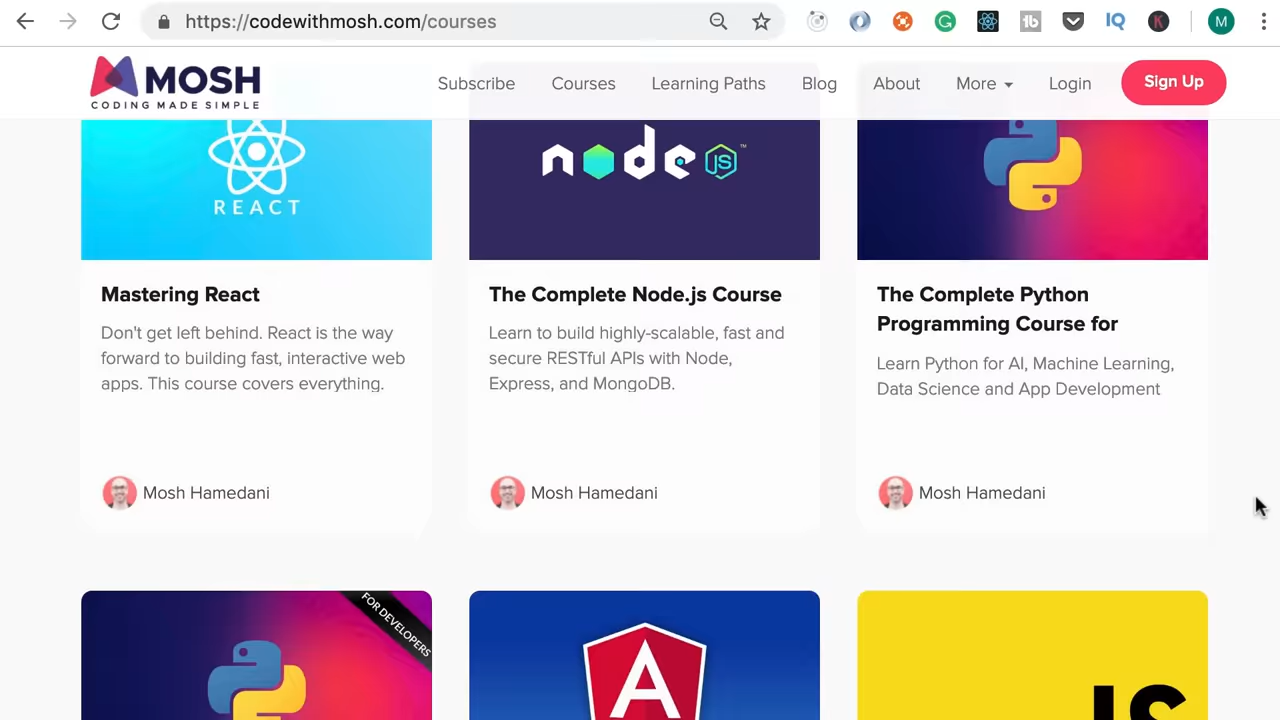 https://codewithmosh.com/courses
tb
IQ
K
M
MOSH
CODING MADE SIMPLE
Subscribe
Courses
Learning Paths
Blog
About
More
Login
Sign Up
REACT
node
JS
™
Mastering React
Don't get left behind. React is the way
forward to building fast, interactive web
apps. This course covers everything.
Mosh Hamedani
The Complete Node.js Course
Learn to build highly-scalable, fast and
secure RESTful APIs with Node,
Express, and MongoDB.
Mosh Hamedani
The Complete Python
Programming Course for
Learn Python for AI, Machine Learning,
Data Science and App Development
Mosh Hamedani
FOR DEVELOPERS
A
JS